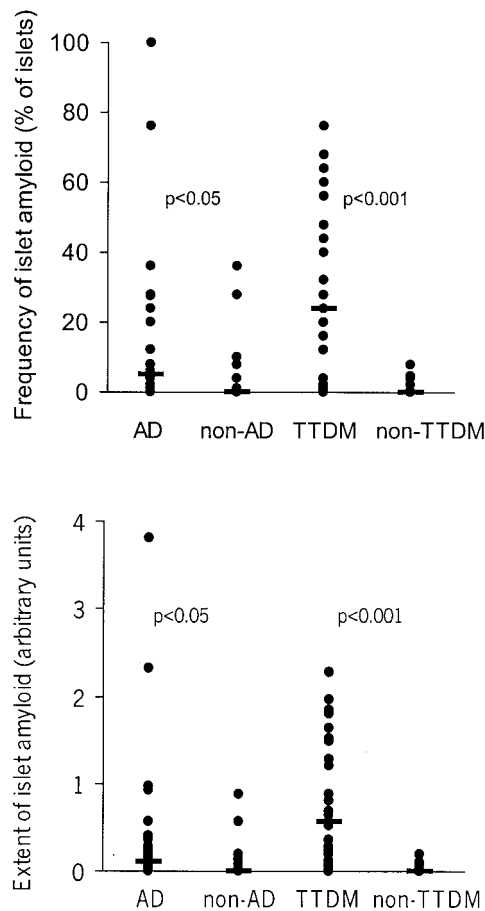 Frequency of islet amyloid (% of islets)
100
80
60
40
20
0
p<0.05
p<0.001
AD non-AD TTDM non-TTDM
Extent of islet amyloid (arbitrary units)
4
3
2
1
0
p<0.05
p<0.001
AD non-AD TTDM non-TTDM